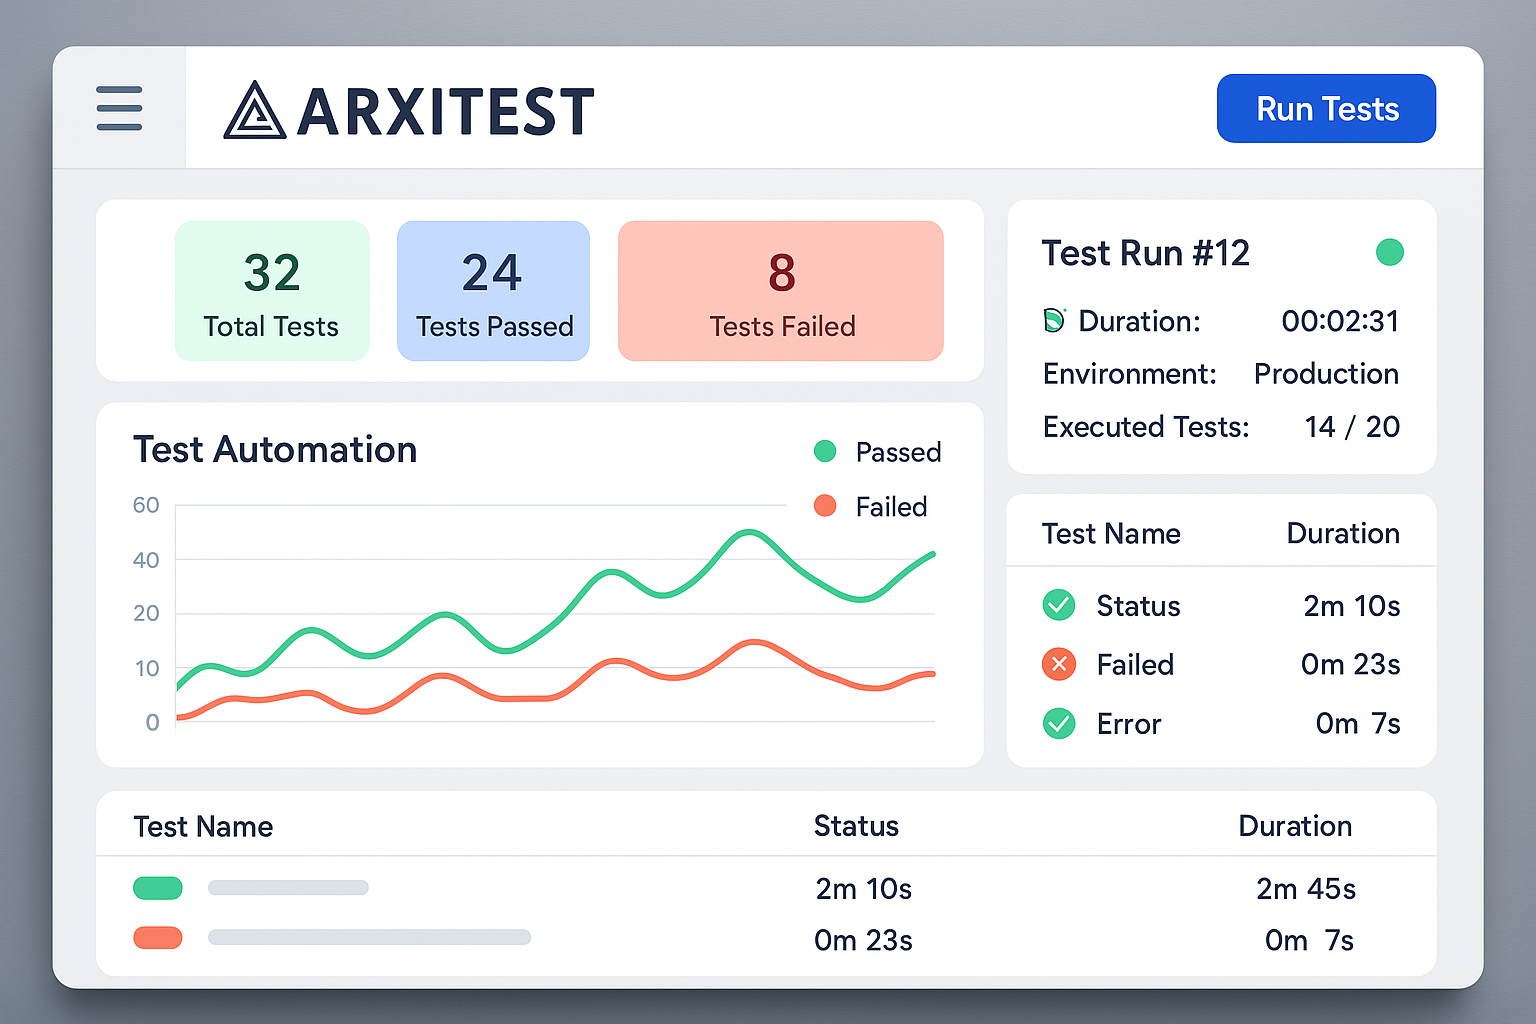 ARXITEST
Run Tests
32
Total Tests
24
Tests Passed
8
Tests Failed
Test Run #12
Duration: 00:02:31
Environment: Production
Executed Tests: 14 / 20
Test Automation
Passed
Failed
60
40
20
10
0
Test Name Duration
Status 2m 10s
Failed 0m 23s
Error 0m 7s
Test Name Status Duration
2m 10s 2m 45s
0m 23s 0m 7s